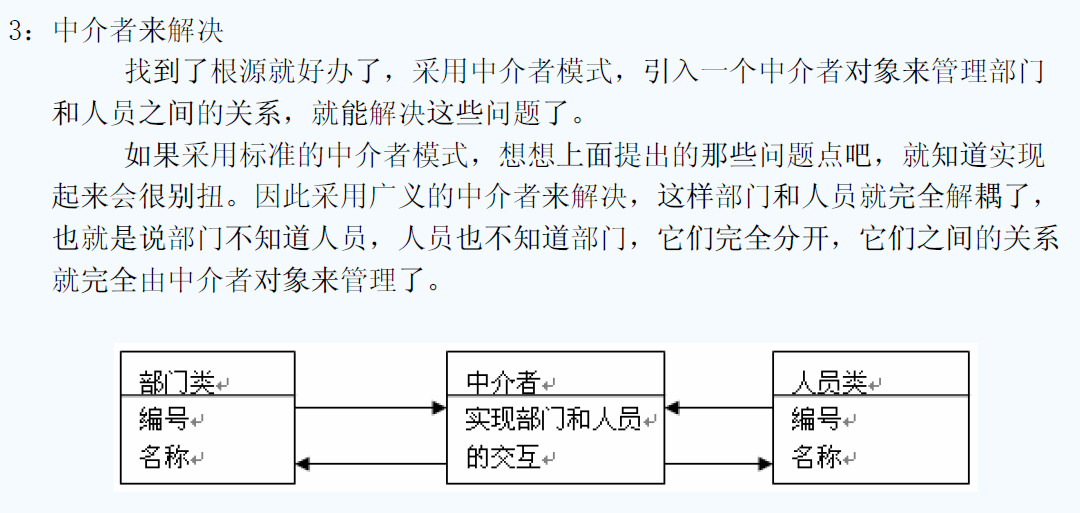 3：中介者来解决
找到了根源就好办了，采用中介者模式，引入一个中介者对象来管理部门
和人员之间的关系，就能解决这些问题了。
如果采用标准的中介者模式，想想上面提出的那些问题点吧，就知道实现
起来会很别扭。因此采用广义的中介者来解决，这样部门和人员就完全解耦了，
也就是说部门不知道人员，人员也不知道部门，它们完全分开，它们之间的关系
就完全由中介者对象来管理了。
部门类↵
编号↵
名称↵
中介者↵
实现部门和人员↵
的交互↵
人员类↵
编号↵
名称↵